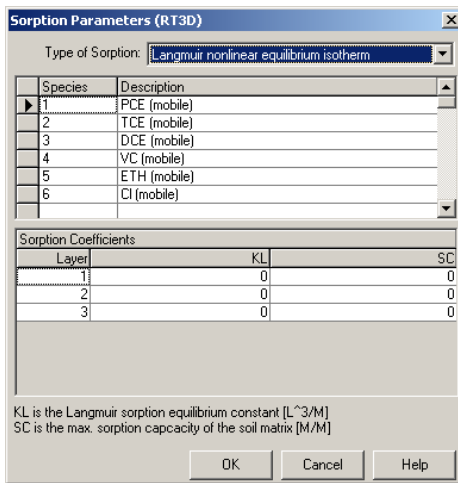 Sorption Parameters (RT3D)
Type of Sorption: Langmuir nonlinear equilibrium isotherm
Species Description
1 PCE (mobile)
2 TCE (mobile)
3 DCE (mobile)
4 VC (mobile)
5 ETH (mobile)
6 Cl (mobile)
Sorption Coefficients
Layer KL SC
1 0 0
2 0 0
3 0 0
KL is the Langmuir sorption equilibrium constant [L^3/M]
SC is the max. sorption capcacity of the soil matrix [M/M]
OK Cancel Help